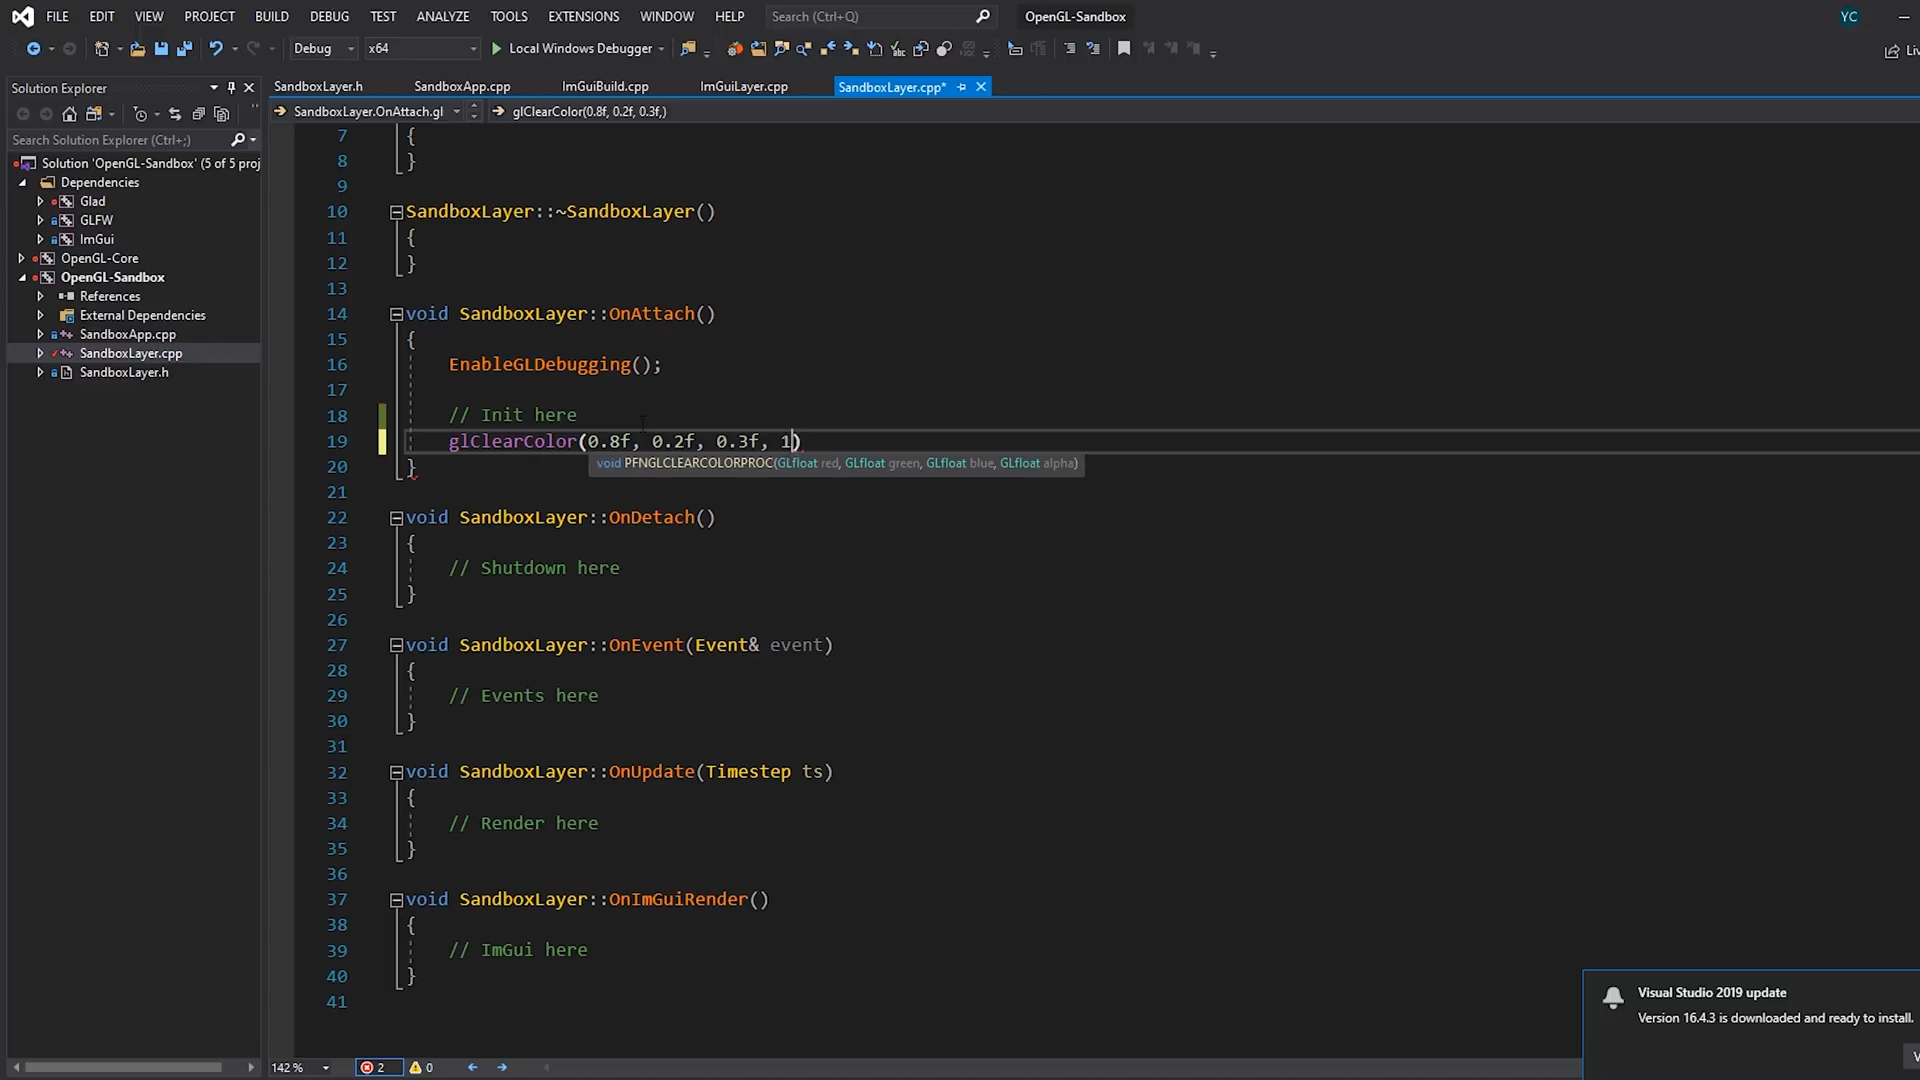 FILE EDIT VIEW PROJECT BUILD DEBUG TEST ANALYZE TOOLS EXTENSIONS WINDOW HELP Search (Ctrl+Q) OpenGL-Sandbox YC
Debug x64 Local Windows Debugger
Solution Explorer
Search Solution Explorer (Ctrl+;)
Solution 'OpenGL-Sandbox' (5 of 5 proj
Dependencies
Glad
GLFW
ImGui
OpenGL-Core
OpenGL-Sandbox
References
External Dependencies
SandboxApp.cpp
SandboxLayer.cpp
SandboxLayer.h
SandboxLayer.h SandboxApp.cpp ImGuiBuild.cpp ImGuiLayer.cpp SandboxLayer.cpp*
SandboxLayer.OnAttach.gl glClearColor(0.8f, 0.2f, 0.3f,)
7 {
8 }
9
10 SandboxLayer::~SandboxLayer()
11 {
12 }
13
14 void SandboxLayer::OnAttach()
15 {
16 EnableGLDebugging();
17
18 // Init here
19 glClearColor(0.8f, 0.2f, 0.3f, 1)
void PFNGLCLEARCOLORPROC(GLfloat red, GLfloat green, GLfloat blue, GLfloat alpha)
20 }
21
22 void SandboxLayer::OnDetach()
23 {
24 // Shutdown here
25 }
26
27 void SandboxLayer::OnEvent(Event& event)
28 {
29 // Events here
30 }
31
32 void SandboxLayer::OnUpdate(Timestep ts)
33 {
34 // Render here
35 }
36
37 void SandboxLayer::OnImGuiRender()
38 {
39 // ImGui here
40 }
41
Visual Studio 2019 update
Version 16.4.3 is downloaded and ready to install.
142 % 2 0